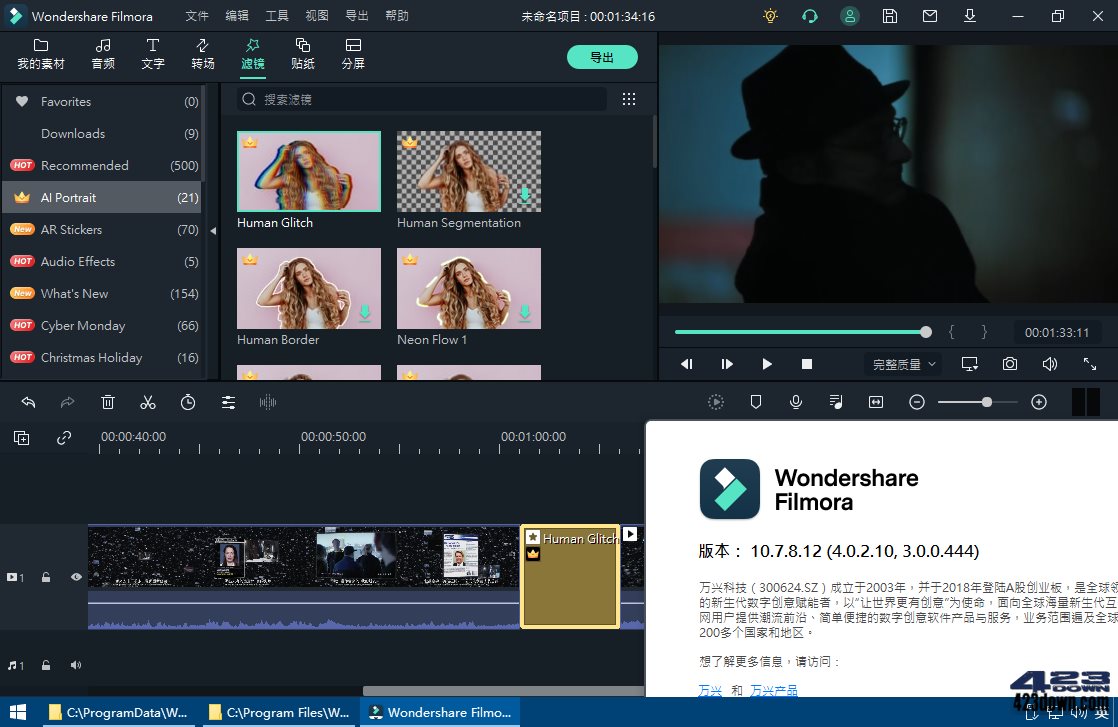 Wondershare Filmora
文件 编辑 工具 视图 导出 帮助
未命名项目 : 00:01:34:16
我的素材 音频 文字 转场 滤镜 贴纸 分屏
导出
Favorites (0)
Downloads (9)
HOT Recommended (500)
AI Portrait (21)
New AR Stickers (70)
HOT Audio Effects (5)
New What's New (154)
HOT Cyber Monday (66)
HOT Christmas Holiday (16)
搜索滤镜
Human Glitch
Human Segmentation
Human Border
Neon Flow 1
{ } 00:01:33:11
完整质量
00:00:40:00 00:00:50:00 00:01:00:00
Human Glitch
1
1
Wondershare
Filmora
版本： 10.7.8.12 (4.0.2.10, 3.0.0.444)
万兴科技（300624.SZ）成立于2003年，并于2018年登陆A股创业板，是全球领
的新生代数字创意赋能者，以“让世界更有创意”为使命，面向全球海量新生代互
网用户提供潮流前沿、简单便捷的数字创意软件产品与服务，业务范围遍及全球
200多个国家和地区。
想了解更多信息，请访问：
万兴 和 万兴产品
423
DOWN
423down.com
C:\ProgramData\W...
C:\Program Files\W...
Wondershare Filmo...
英